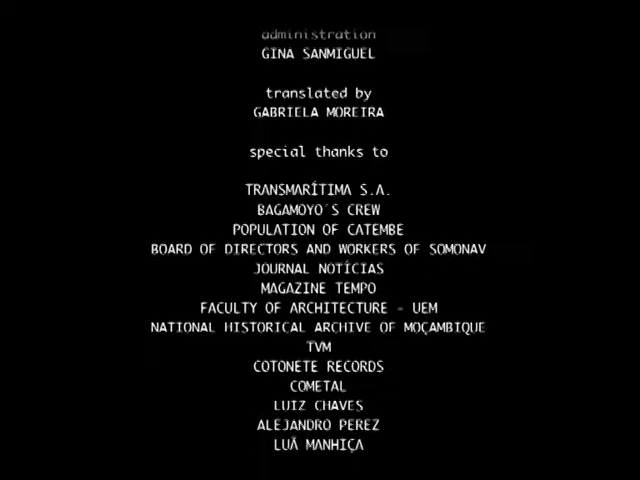 administration
GINA SANMIGUEL
translated by
GABRIELA MOREIRA
special thanks to
TRANSMARÍTIMA S.A.
BAGAMOYO´S CREW
POPULATION OF CATEMBE
BOARD OF DIRECTORS AND WORKERS OF SOMONAV
JOURNAL NOTÍCIAS
MAGAZINE TEMPO
FACULTY OF ARCHITECTURE - UEM
NATIONAL HISTORICAL ARCHIVE OF MOÇAMBIQUE
TVM
COTONETE RECORDS
COMETAL
LUIZ CHAVES
ALEJANDRO PEREZ
LUÃ MANHIÇA